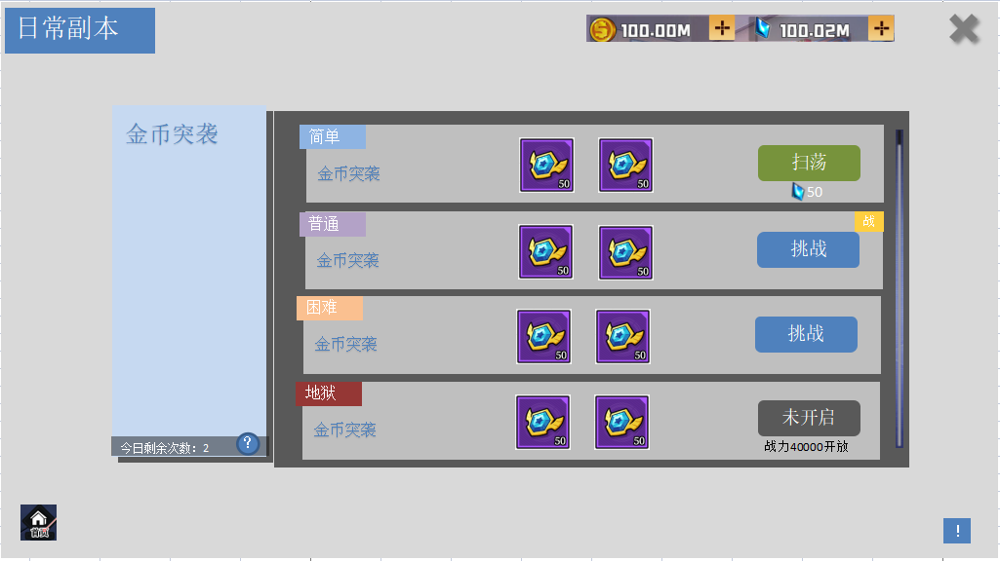 日常副本
100.00M
100.02M
金币突袭
简单
金币突袭
50
50
扫荡
50
普通
金币突袭
50
50
战
挑战
困难
金币突袭
50
50
挑战
地狱
金币突袭
50
50
未开启
战力40000开放
今日剩余次数：2
?
首页
!